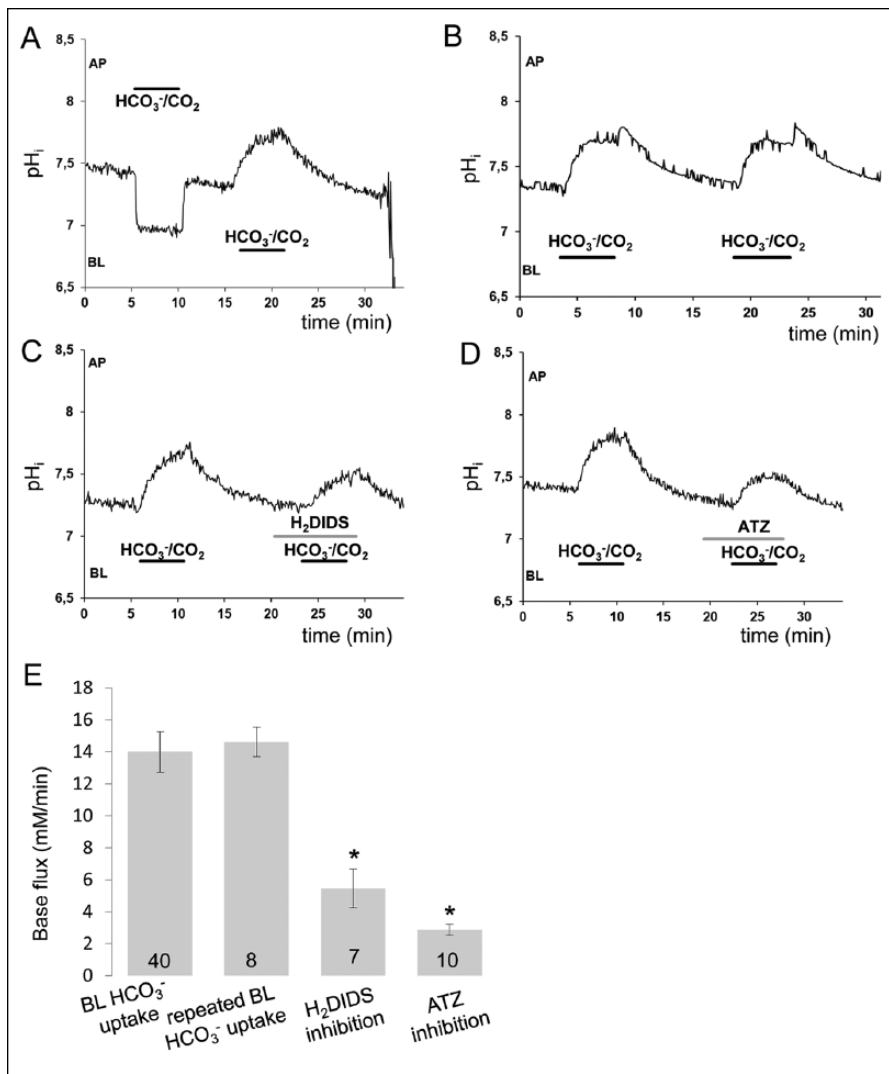 A
8,5
AP
8
HCO₃⁻/CO₂
7,5
pHᵢ
7
HCO₃⁻/CO₂
BL
6,5
0 5 10 15 20 25 30
time (min)
B
8,5
AP
8
7,5
pHᵢ
7
HCO₃⁻/CO₂ HCO₃⁻/CO₂
BL
6,5
0 5 10 15 20 25 30
time (min)
C
8,5
AP
8
7,5
pHᵢ
H₂DIDS
7
HCO₃⁻/CO₂ HCO₃⁻/CO₂
BL
6,5
0 5 10 15 20 25 30
time (min)
D
8,5
AP
8
7,5
pHᵢ
ATZ
7
HCO₃⁻/CO₂ HCO₃⁻/CO₂
BL
6,5
0 5 10 15 20 25 30
time (min)
E
Base flux (mM/min)
18
16
14
12
10
8
6
4
2
0
* *
40 8 7 10
BL HCO₃⁻
uptake
repeated BL
HCO₃⁻ uptake
H₂DIDS
inhibition
ATZ
inhibition